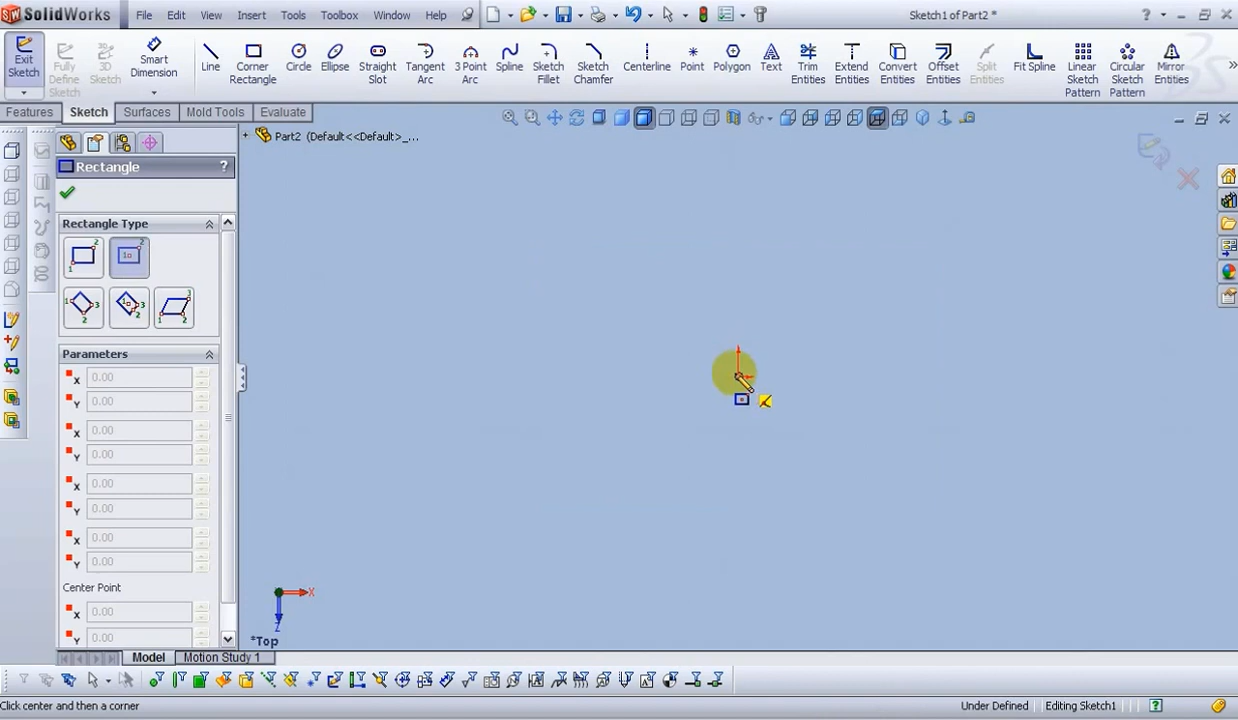 SolidWorks File Edit View Insert Tools Toolbox Window Help Sketch1 of Part2 *
Exit Sketch
Fully Define Sketch
3D Sketch
Smart Dimension
Line
Corner Rectangle
Circle
Ellipse
Straight Slot
Tangent Arc
3 Point Arc
Spline
Sketch Fillet
Sketch Chamfer
Centerline
Point
Polygon
Text
Trim Entities
Extend Entities
Convert Entities
Offset Entities
Split Entities
Fit Spline
Linear Sketch Pattern
Circular Sketch Pattern
Mirror Entities
Features Sketch Surfaces Mold Tools Evaluate
Part2 (Default<<Default>_...
Rectangle ?
Rectangle Type
Parameters
X 0.00
Y 0.00
X 0.00
Y 0.00
X 0.00
Y 0.00
X 0.00
Y 0.00
Center Point
X 0.00
Y 0.00
X
Z
*Top
Model Motion Study 1
Click center and then a corner Under Defined Editing Sketch1 ?